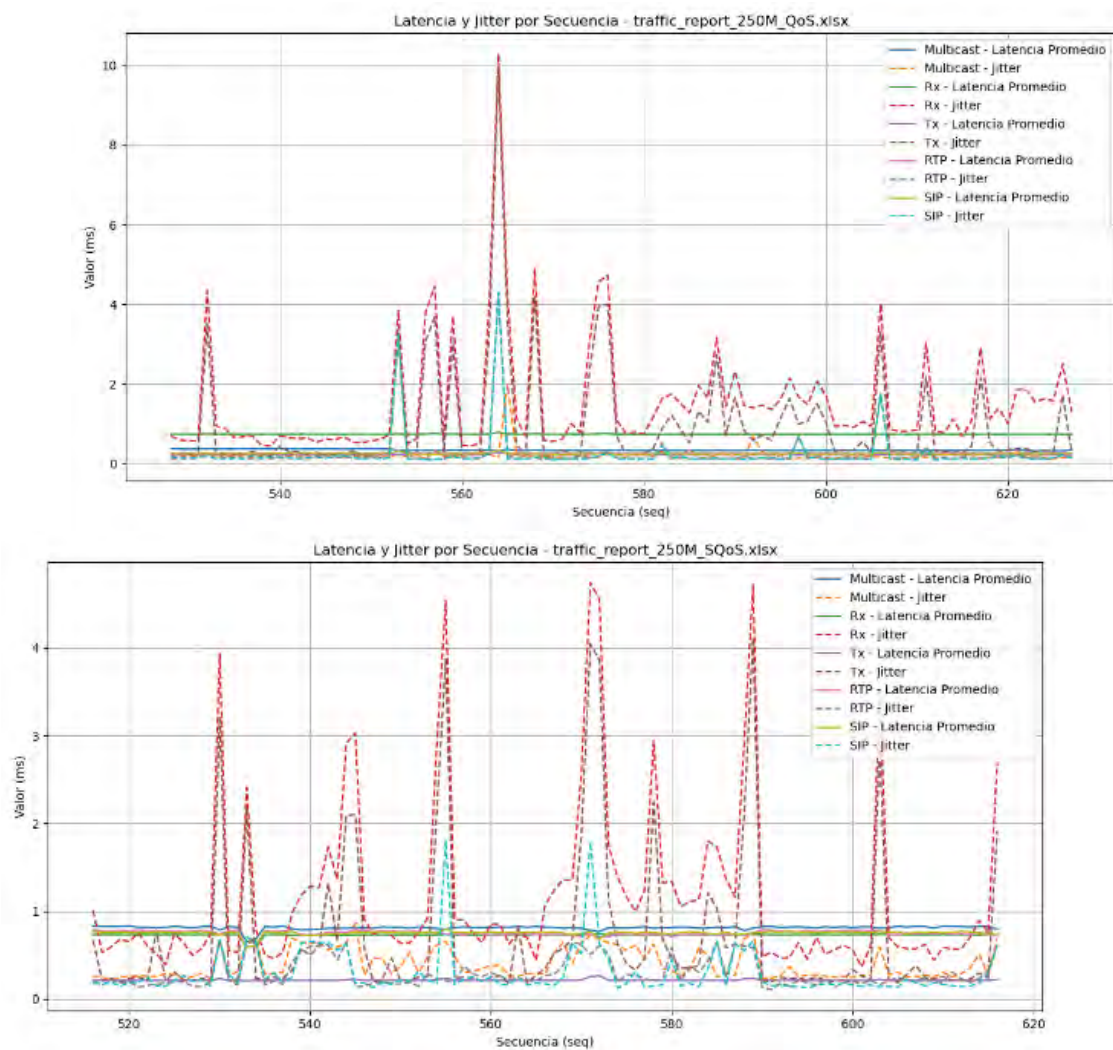 Latencia y Jitter por Secuencia - traffic_report_250M_QoS.xlsx
Multicast - Latencia Promedio
Multicast - Jitter
Rx - Latencia Promedio
Rx - Jitter
Tx - Latencia Promedio
Tx - Jitter
RTP - Latencia Promedio
RTP - Jitter
SIP - Latencia Promedio
SIP - Jitter
10
8
6
4
2
0
Valor (ms)
540
560
580
600
620
Secuencia (seq)
Latencia y Jitter por Secuencia - traffic_report_250M_SQoS.xlsx
Multicast - Latencia Promedio
Multicast - Jitter
Rx - Latencia Promedio
Rx - Jitter
Tx - Latencia Promedio
Tx - Jitter
RTP - Latencia Promedio
RTP - Jitter
SIP - Latencia Promedio
SIP - Jitter
4
3
2
1
0
Valor (ms)
520
540
560
580
600
620
Secuencia (seq)